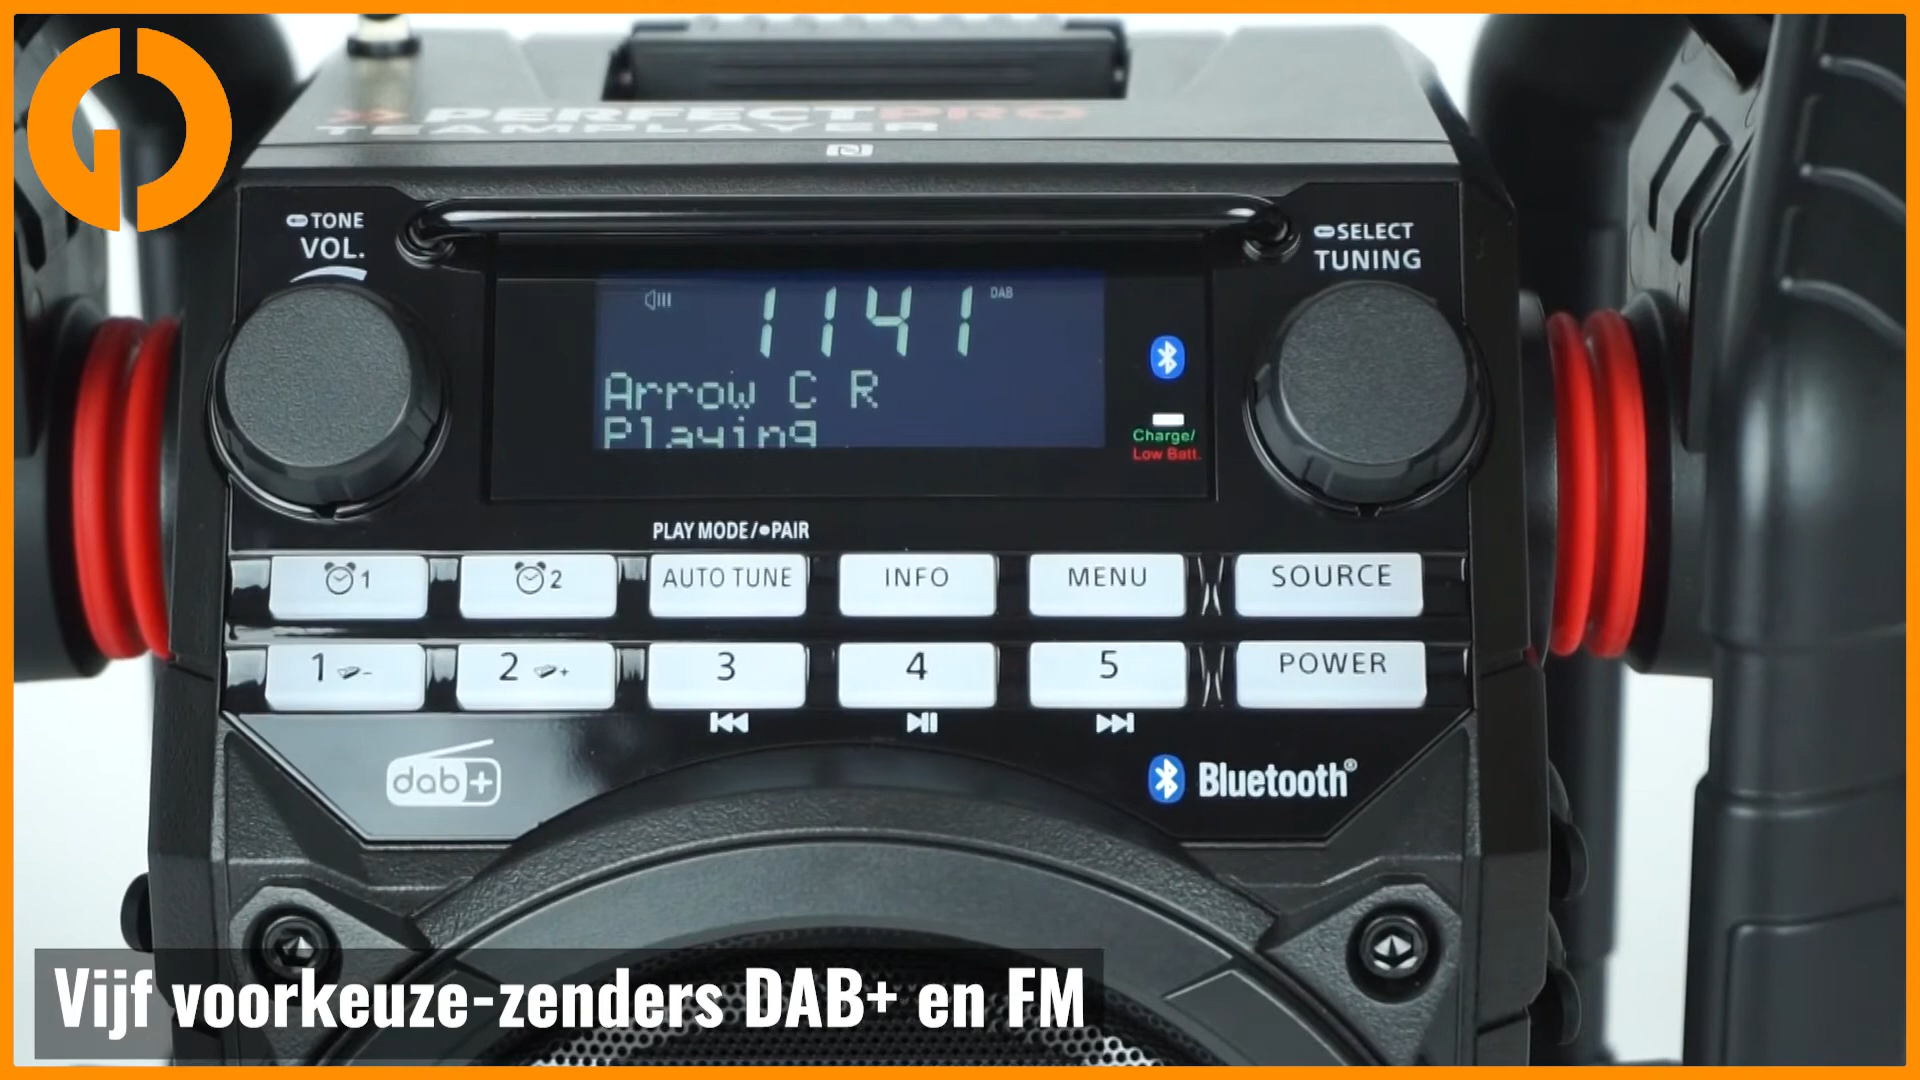 PERFECTPRO
TEAMPLAYER
TONE
VOL.
SELECT
TUNING
1141
DAB
Arrow C R
Playing
Charge/
Low Batt.
PLAY MODE/•PAIR
1
2
AUTO TUNE
INFO
MENU
SOURCE
1 -
2 +
3
4
5
POWER
dab+
Bluetooth®
Vijf voorkeuze-zenders DAB+ en FM